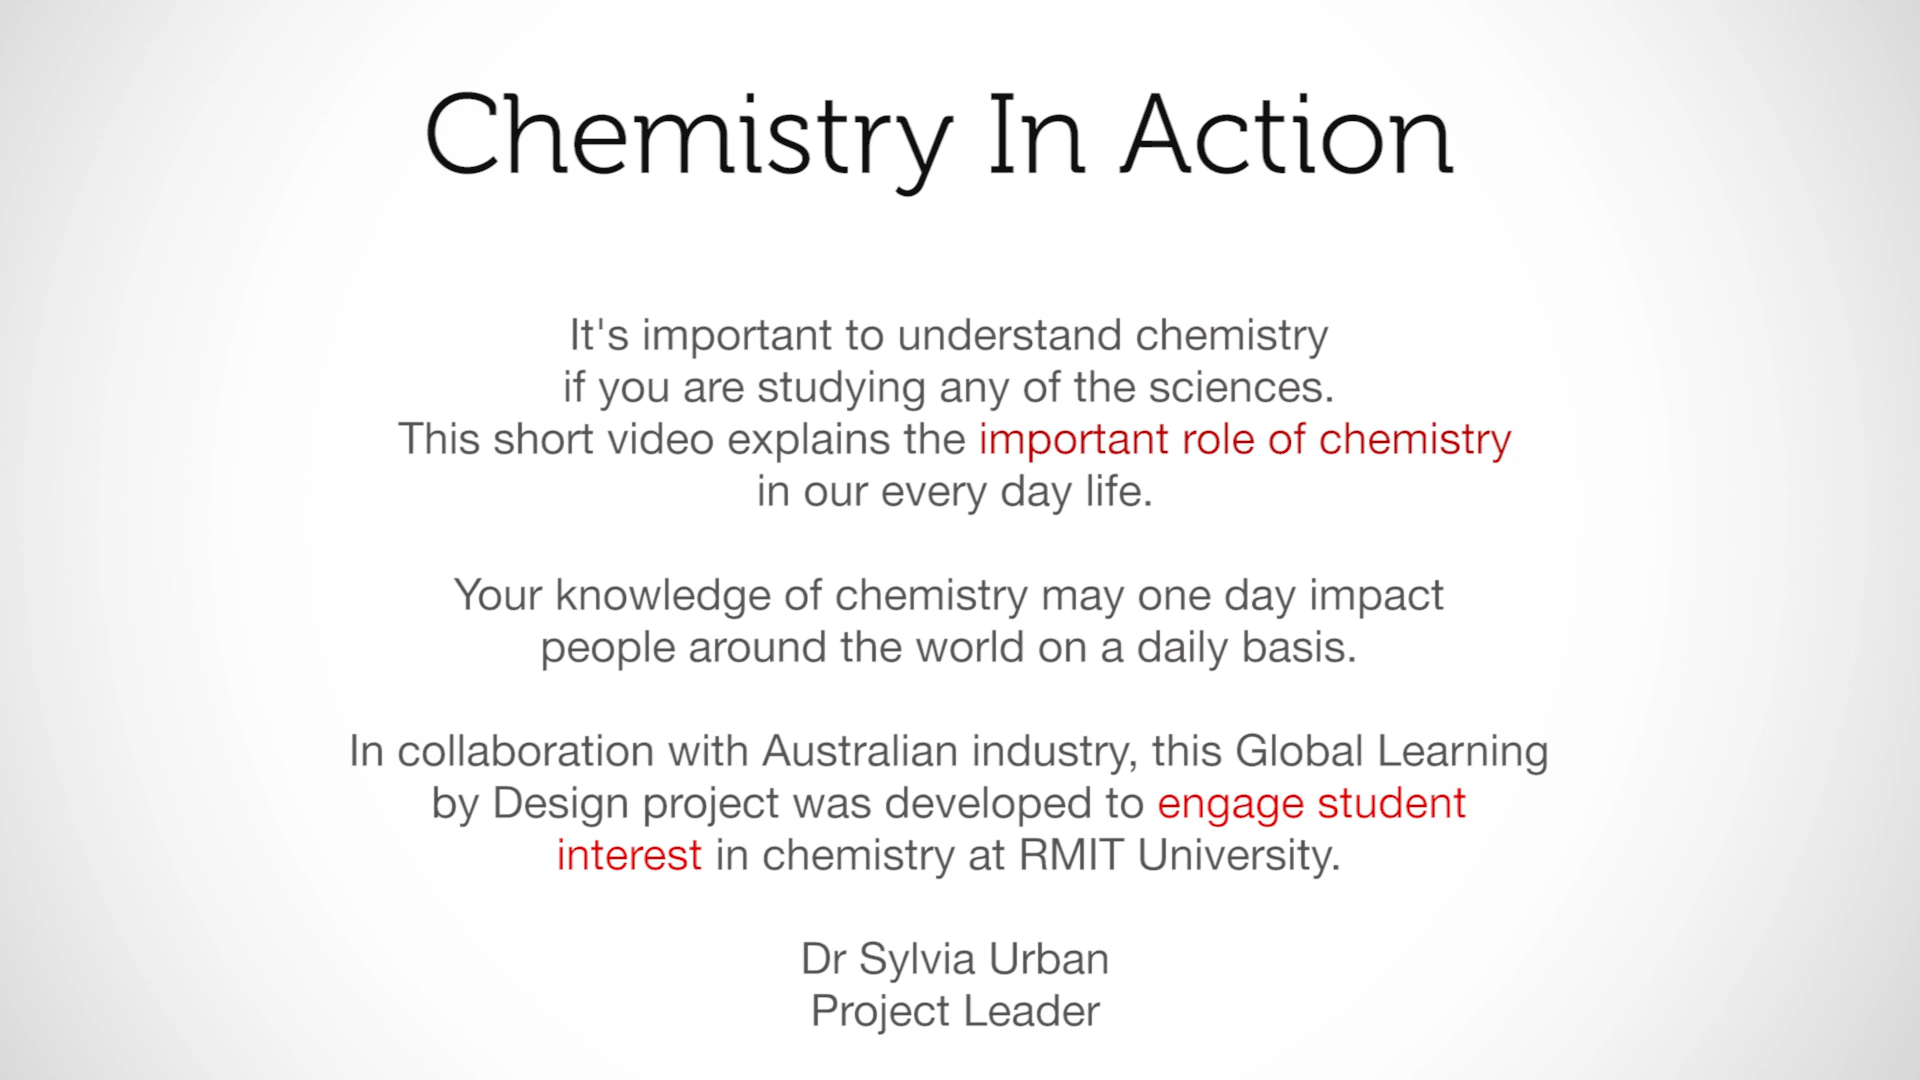 Chemistry In Action
It's important to understand chemistry
if you are studying any of the sciences.
This short video explains the important role of chemistry
in our every day life.
Your knowledge of chemistry may one day impact
people around the world on a daily basis.
In collaboration with Australian industry, this Global Learning
by Design project was developed to engage student
interest in chemistry at RMIT University.
Dr Sylvia Urban
Project Leader